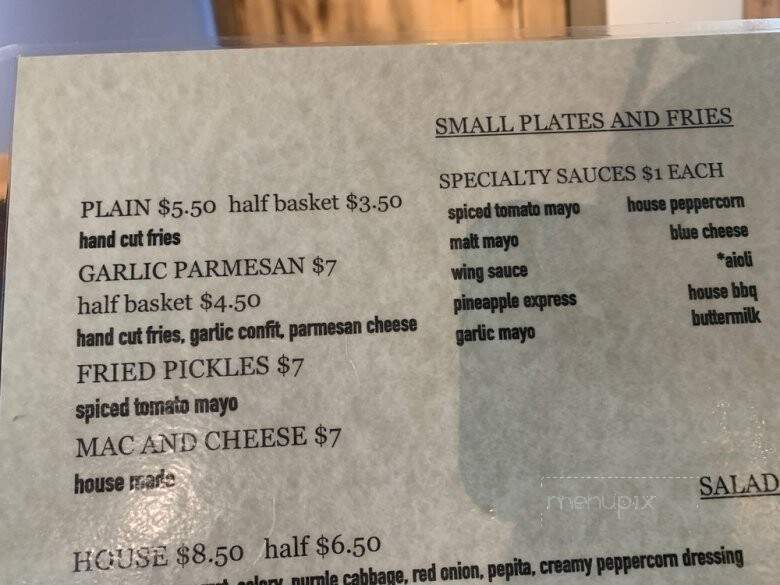 SMALL PLATES AND FRIES
PLAIN $5.50 half basket $3.50
hand cut fries
GARLIC PARMESAN $7
half basket $4.50
hand cut fries, garlic confit, parmesan cheese
FRIED PICKLES $7
spiced tomato mayo
MAC AND CHEESE $7
house made
SPECIALTY SAUCES $1 EACH
spiced tomato mayo
malt mayo
wing sauce
pineapple express
garlic mayo
house peppercorn
blue cheese
*aioli
house bbq
buttermilk
menupix
SALAD
HOUSE $8.50 half $6.50
celery, purple cabbage, red onion, pepita, creamy peppercorn dressing